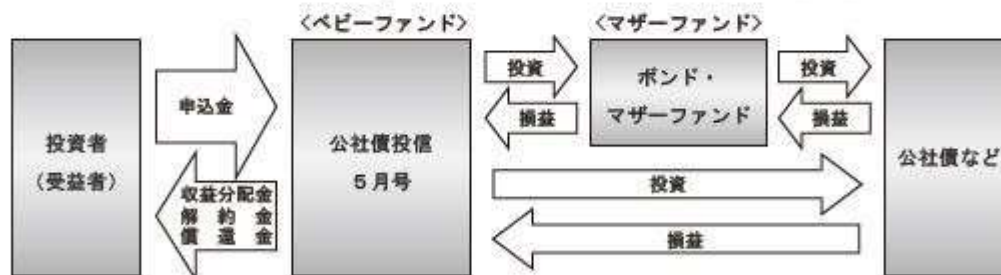 〈ベビーファンド〉
〈マザーファンド〉
投資者
(受益者)
申込金
収益分配金
解約金
償還金
公社債投信
5月号
投資
損益
ボンド・
マザーファンド
投資
損益
投資
損益
公社債など